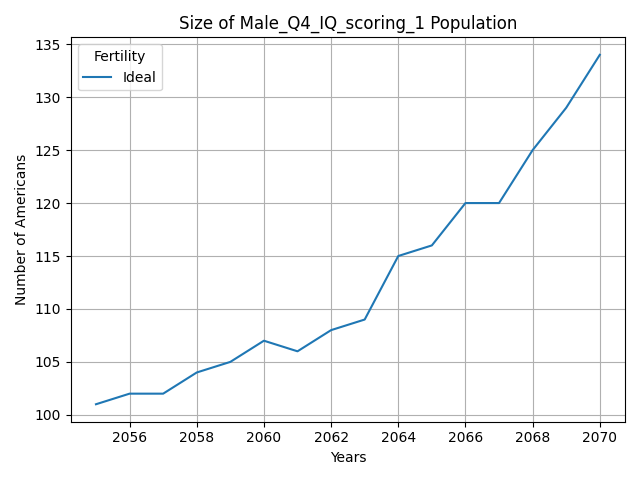 Size of Male_Q4_IQ_scoring_1 Population
Fertility
Ideal
Number of Americans
135
130
125
120
115
110
105
100
2056 2058 2060 2062 2064 2066 2068 2070
Years